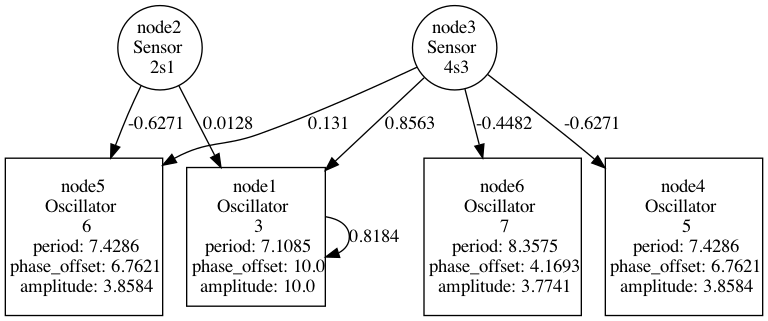 node2
Sensor
2s1
node3
Sensor
4s3
-0.6271
0.0128
0.131
0.8563
-0.4482
-0.6271
node5
Oscillator
6
period: 7.4286
phase_offset: 6.7621
amplitude: 3.8584
node1
Oscillator
3
period: 7.1085
phase_offset: 10.0
amplitude: 10.0
0.8184
node6
Oscillator
7
period: 8.3575
phase_offset: 4.1693
amplitude: 3.7741
node4
Oscillator
5
period: 7.4286
phase_offset: 6.7621
amplitude: 3.8584